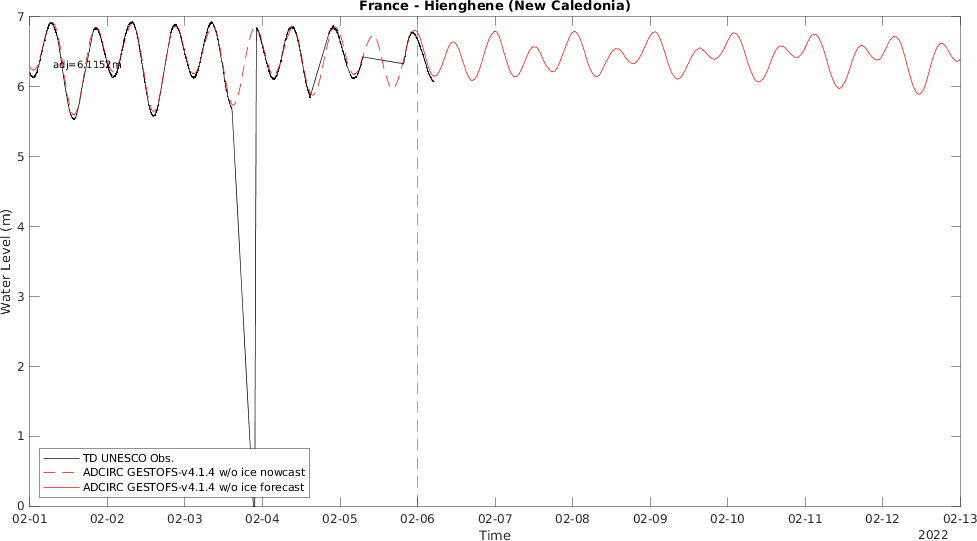 France - Hienghene (New Caledonia)
7
adj=6.1152m
6
5
4
3
2
1
0
Water Level (m)
TD UNESCO Obs.
ADCIRC GESTOFS-v4.1.4 w/o ice nowcast
ADCIRC GESTOFS-v4.1.4 w/o ice forecast
02-01 02-02 02-03 02-04 02-05 02-06 02-07 02-08 02-09 02-10 02-11 02-12 02-13
Time
2022